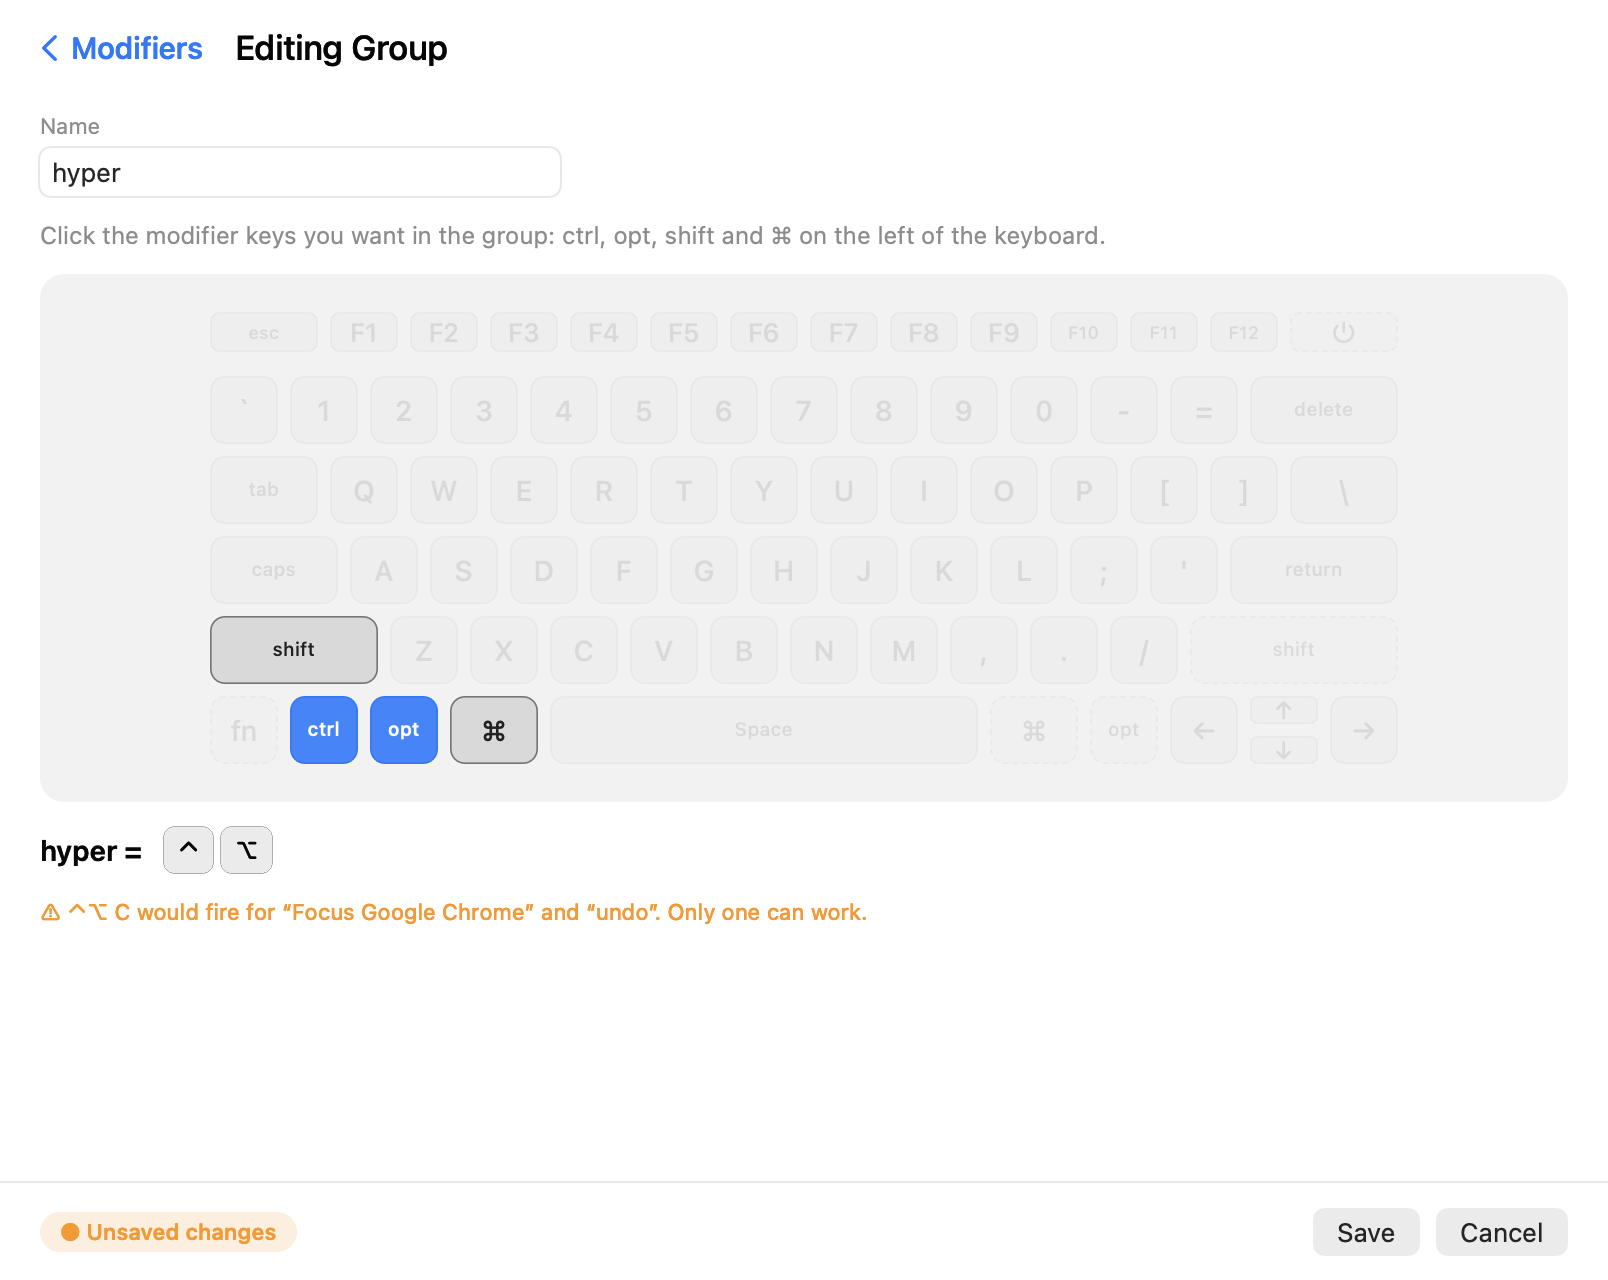 Modifiers Editing Group
Name
hyper
Click the modifier keys you want in the group: ctrl, opt, shift and ⌘ on the left of the keyboard.
esc F1 F2 F3 F4 F5 F6 F7 F8 F9 F10 F11 F12
` 1 2 3 4 5 6 7 8 9 0 - = delete
tab Q W E R T Y U I O P [ ] \
caps A S D F G H J K L ; ' return
shift Z X C V B N M , . / shift
fn ctrl opt ⌘ Space ⌘ opt ← ↑ ↓ →
hyper = ⌃ ⌥
⚠ ⌃⌥ C would fire for “Focus Google Chrome” and “undo”. Only one can work.
Unsaved changes Save Cancel